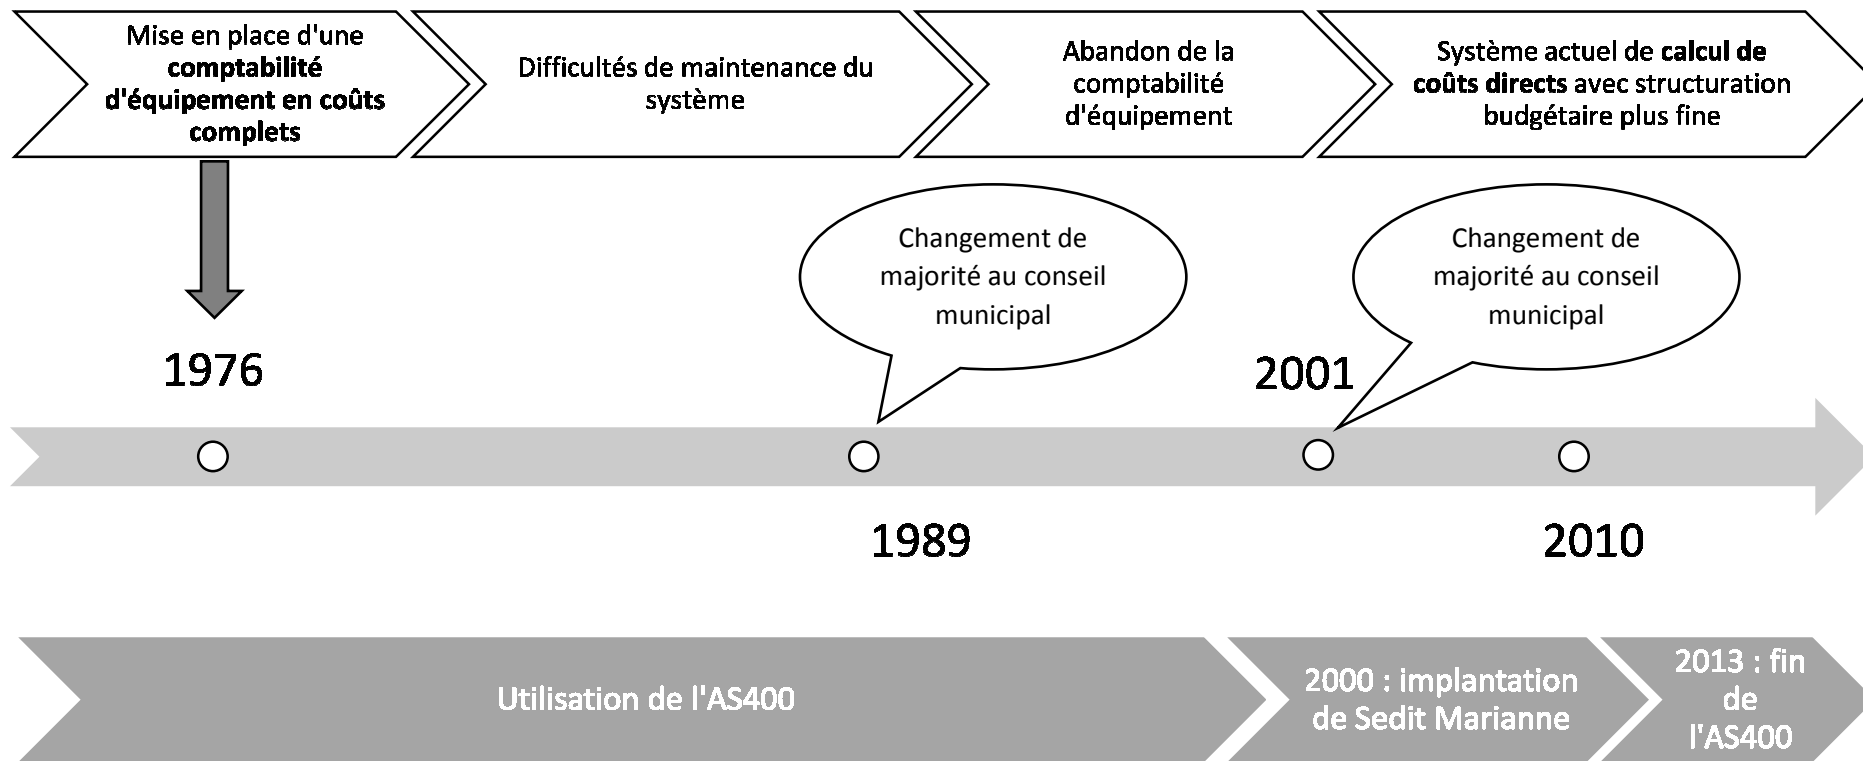 Mise en place d'une
comptabilité
d'équipement en coûts
complets
Difficultés de maintenance du
système
Abandon de la
comptabilité
d'équipement
Système actuel de calcul de
coûts directs avec structuration
budgétaire plus fine
Changement de
majorité au conseil
municipal
Changement de
majorité au conseil
municipal
1976
2001
1989
2010
Utilisation de l'AS400
2000 : implantation
de Sedit Marianne
2013 : fin
de
l'AS400